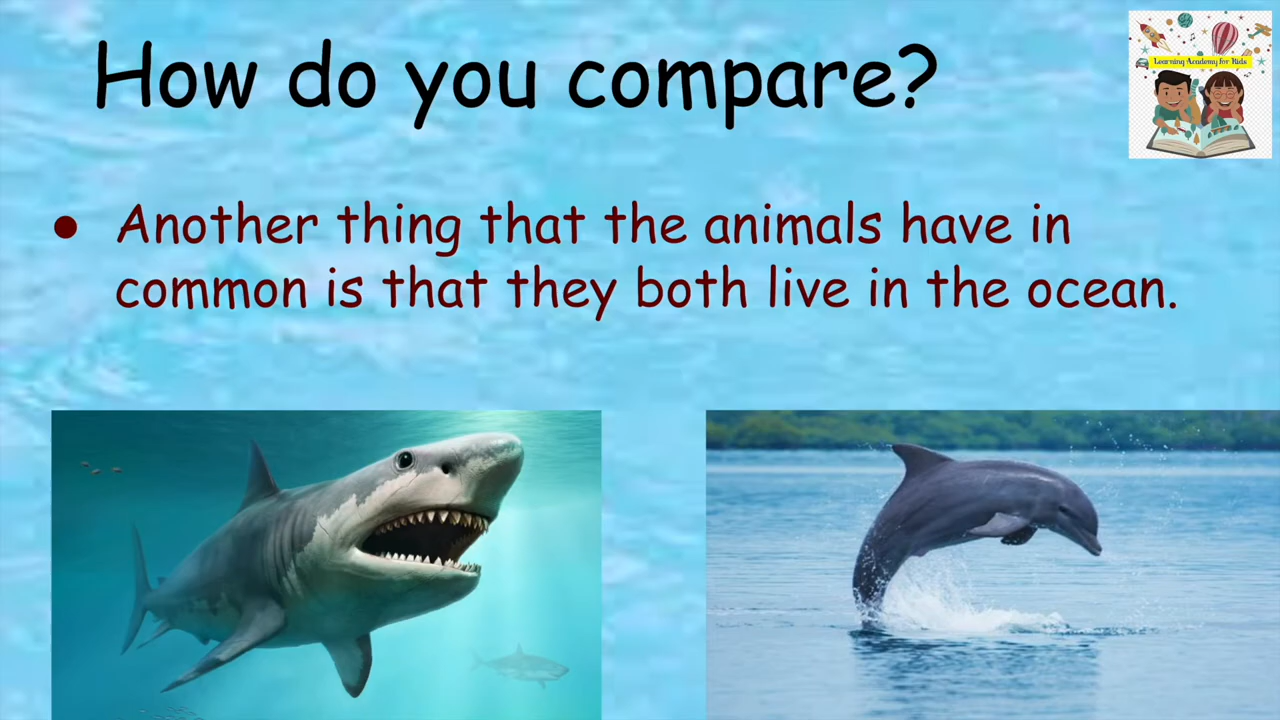 How do you compare?
Learning Academy for Kids
● Another thing that the animals have in
common is that they both live in the ocean.